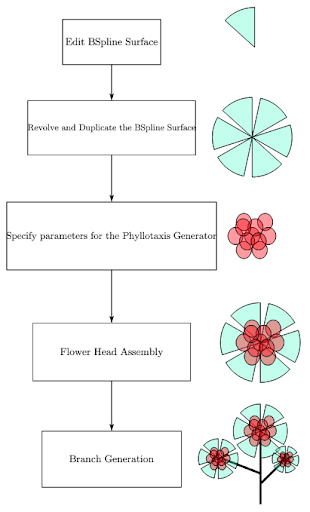 Edit BSpline Surface
Revolve and Duplicate the BSpline Surface
Specify parameters for the Phyllotaxis Generator
Flower Head Assembly
Branch Generation